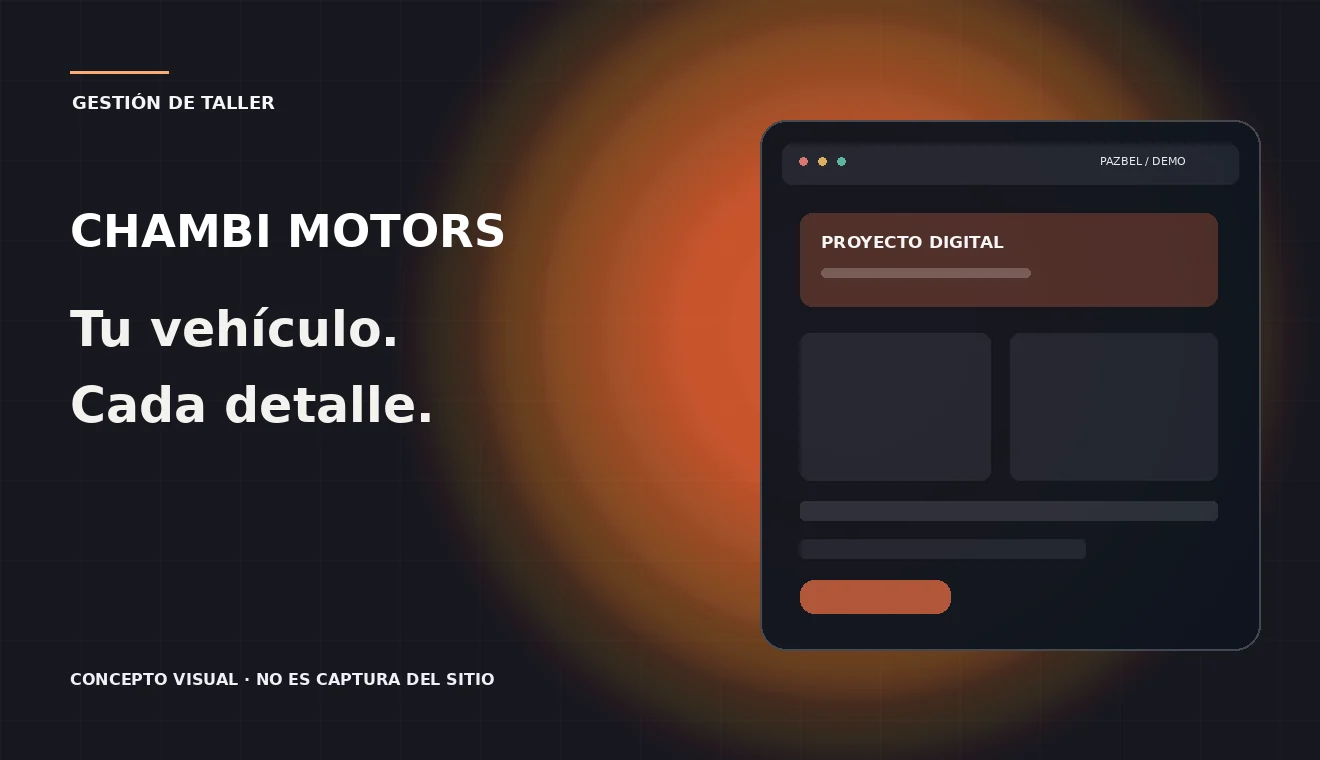 GESTIÓN DE TALLER
CHAMBI MOTORS
Tu vehículo.
Cada detalle.
CONCEPTO VISUAL · NO ES CAPTURA DEL SITIO
PAZBEL / DEMO
PROYECTO DIGITAL